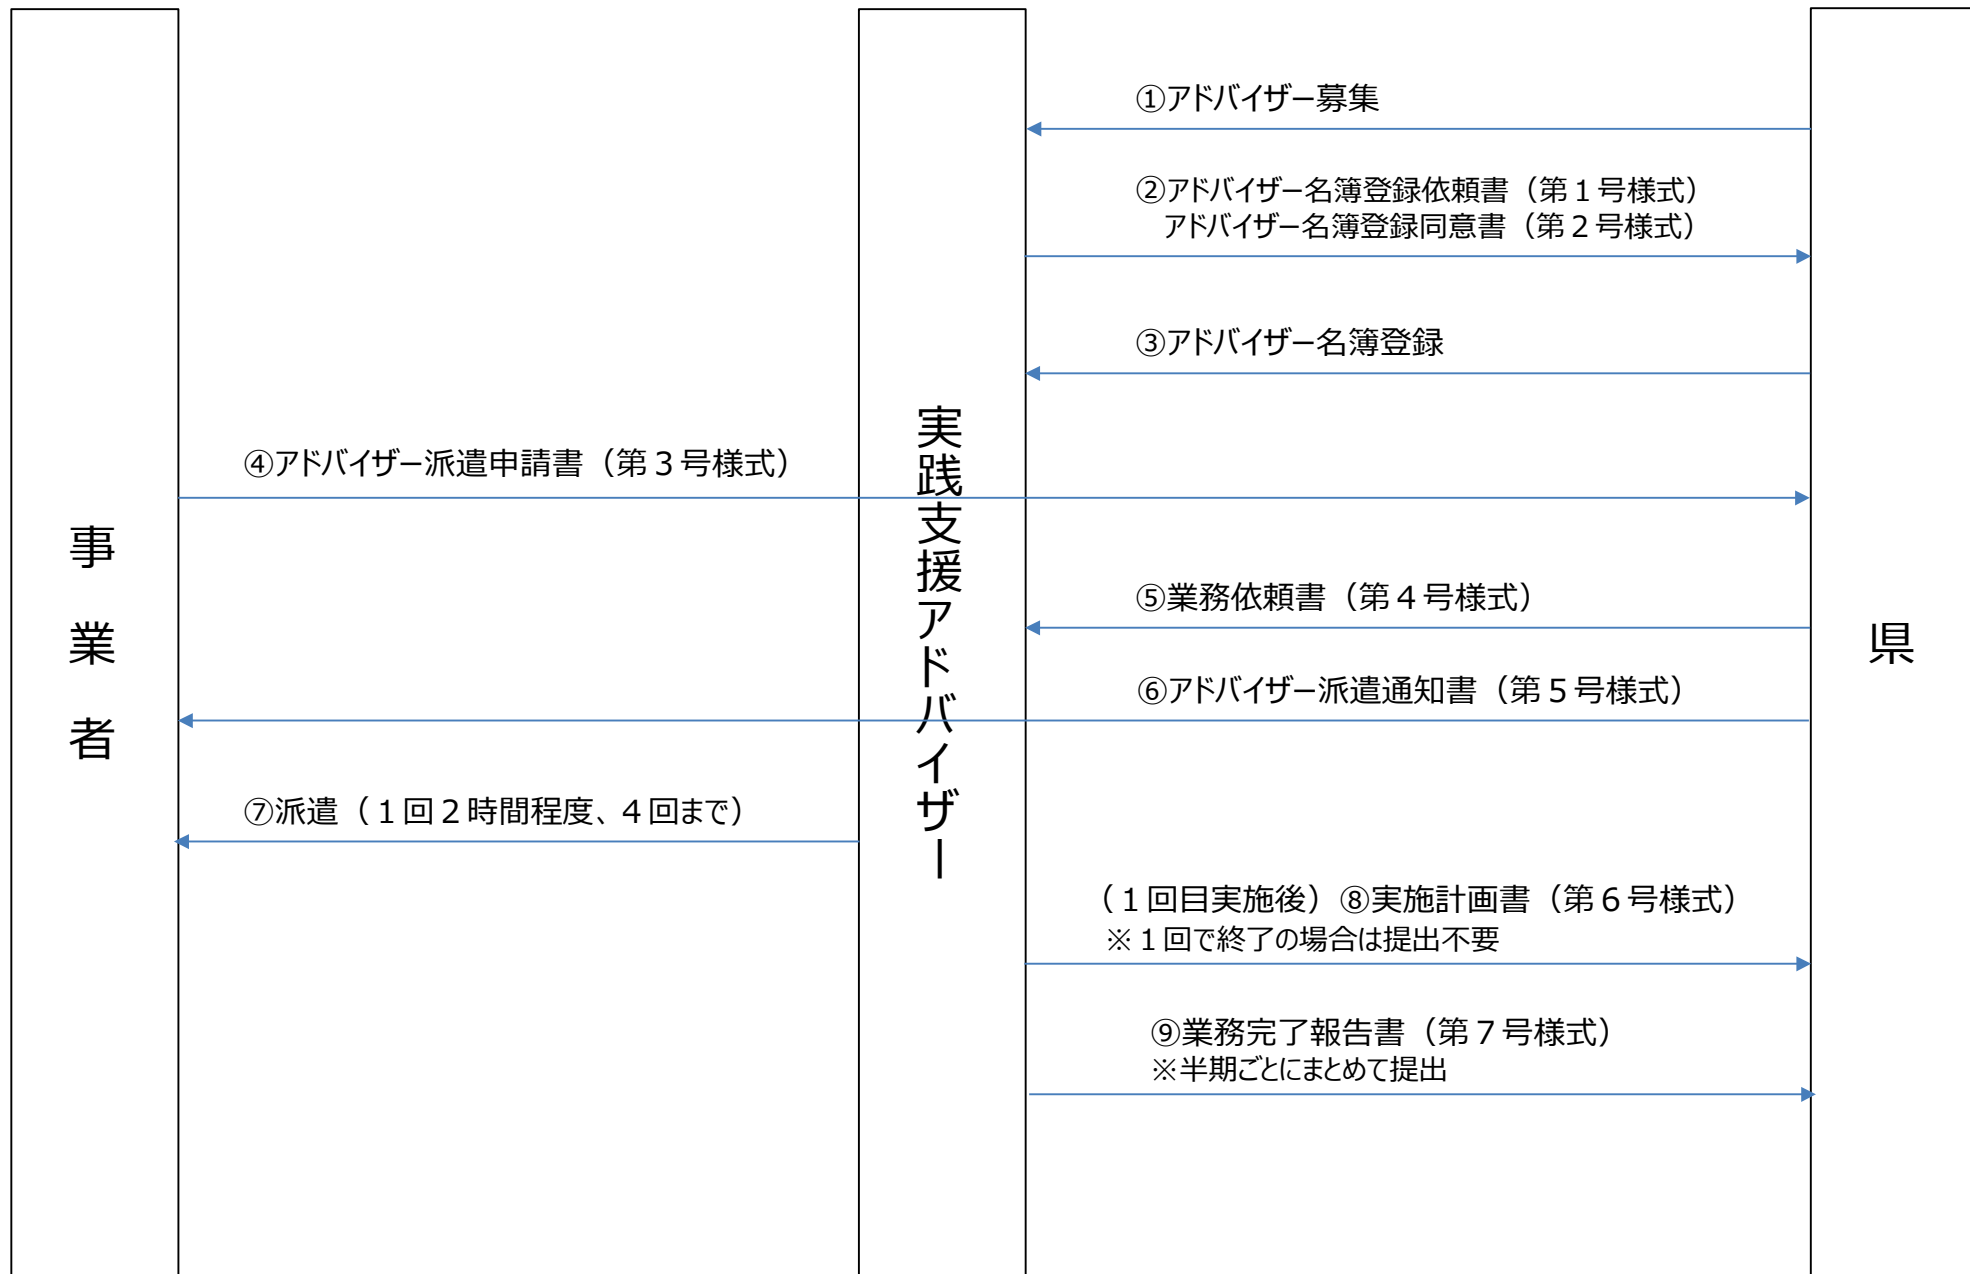 ①アドバイザー募集
②アドバイザー名簿登録依頼書（第１号様式）
アドバイザー名簿登録同意書（第２号様式）
③アドバイザー名簿登録
④アドバイザー派遣申請書（第３号様式）
⑤業務依頼書（第４号様式）
⑥アドバイザー派遣通知書（第５号様式）
⑦派遣（１回２時間程度、４回まで）
（１回目実施後）⑧実施計画書（第６号様式）
※１回で終了の場合は提出不要
⑨業務完了報告書（第７号様式）
※半期ごとにまとめて提出
事業者
実践支援アドバイザー
県